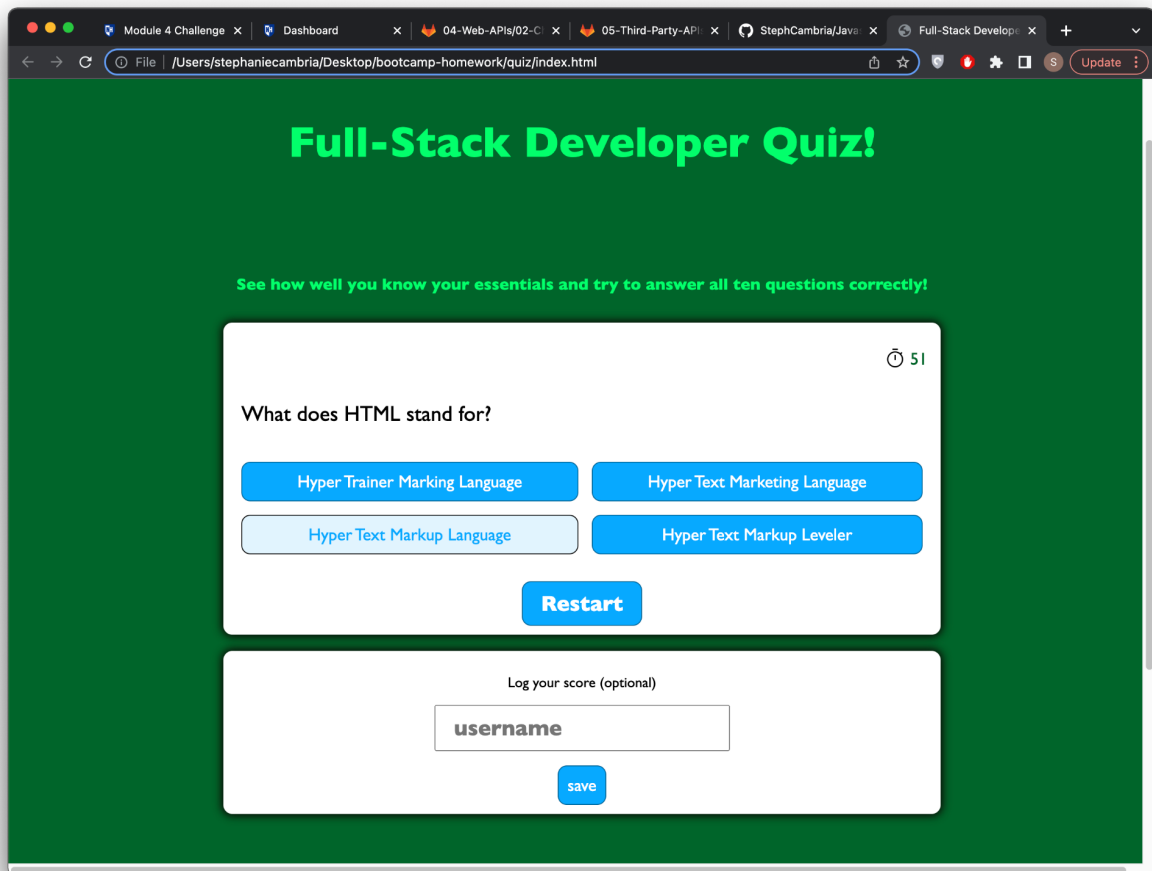 Module 4 Challenge
Dashboard
04-Web-APIs/02-C
05-Third-Party-API
StephCambria/Java
Full-Stack Develope
File
/Users/stephaniecambria/Desktop/bootcamp-homework/quiz/index.html
S
Update
Full-Stack Developer Quiz!
See how well you know your essentials and try to answer all ten questions correctly!
51
What does HTML stand for?
Hyper Trainer Marking Language
Hyper Text Marketing Language
Hyper Text Markup Language
Hyper Text Markup Leveler
Restart
Log your score (optional)
username
save